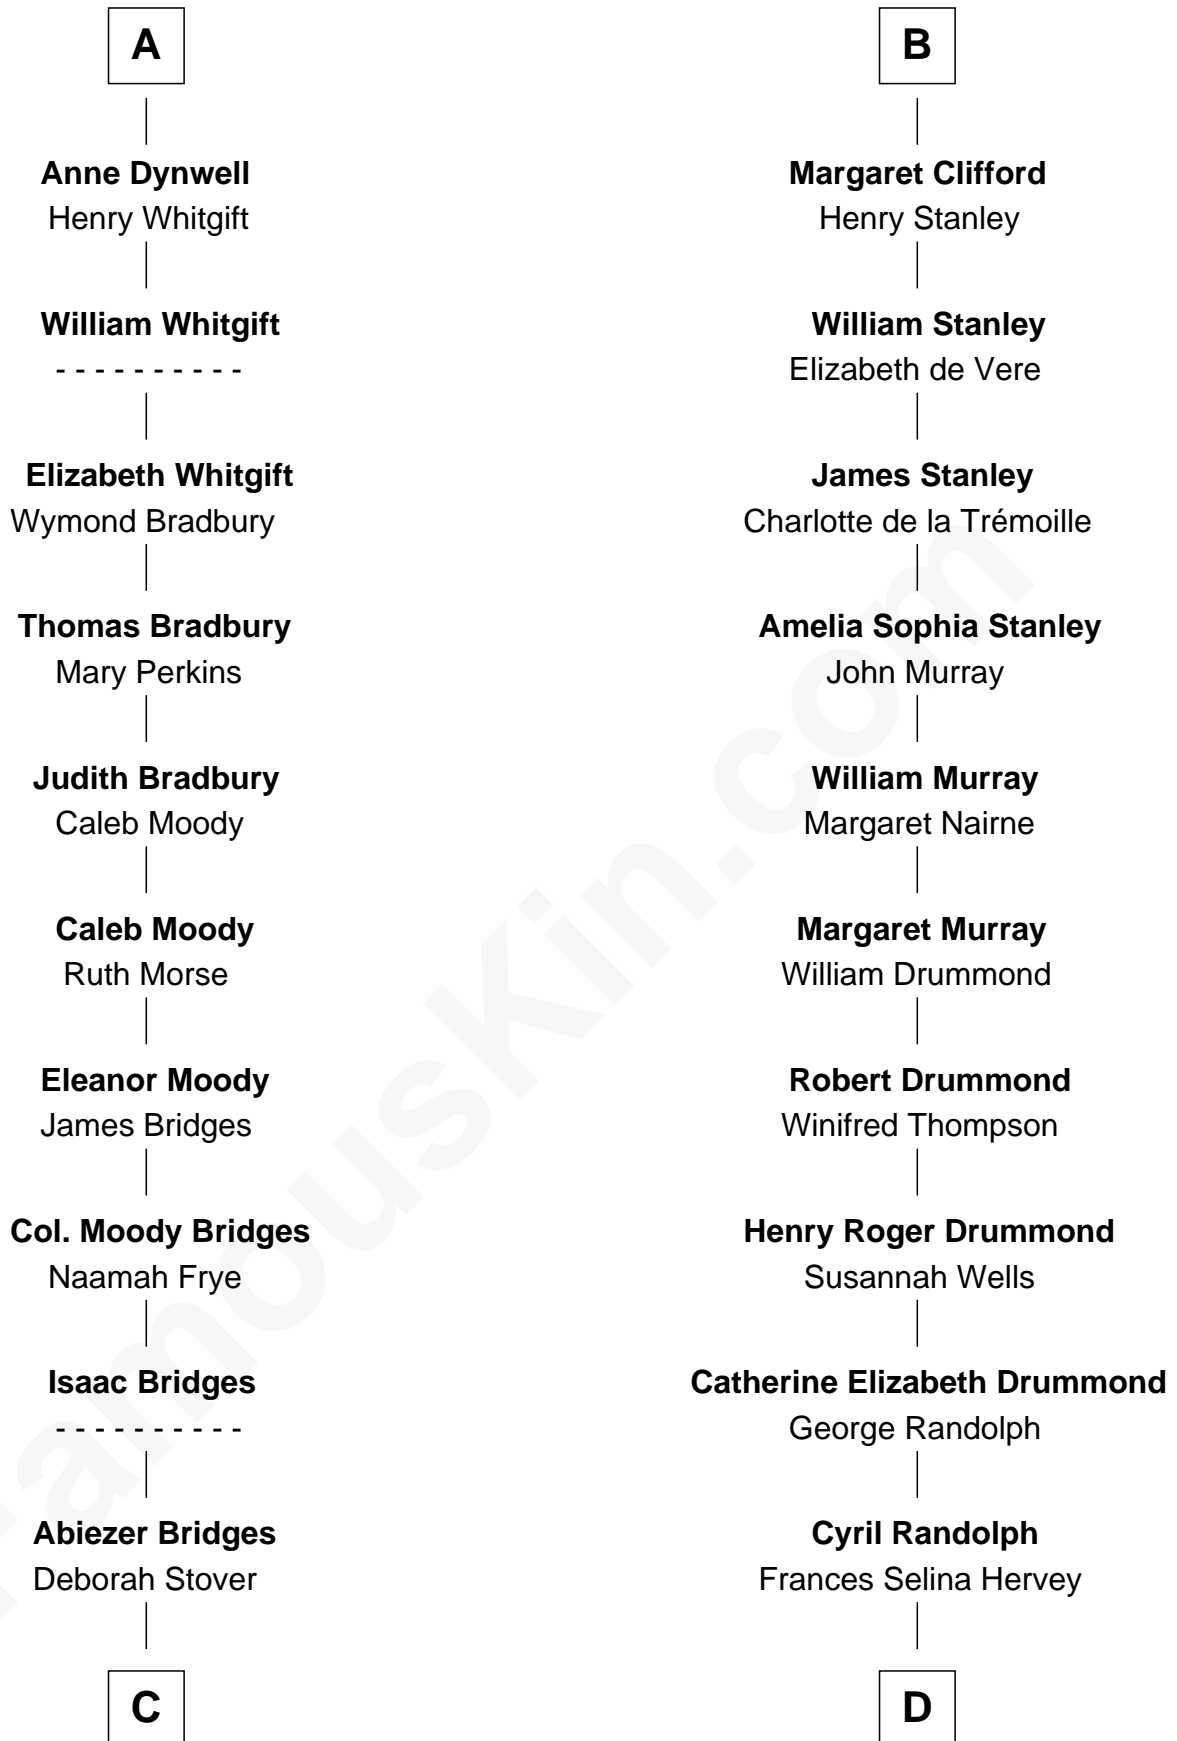 A
Anne Dynwell
Henry Whitgift
William Whitgift
- - - - - - - - - -
Elizabeth Whitgift
Wymond Bradbury
Thomas Bradbury
Mary Perkins
Judith Bradbury
Caleb Moody
Caleb Moody
Ruth Morse
Eleanor Moody
James Bridges
Col. Moody Bridges
Naamah Frye
Isaac Bridges
- - - - - - - - - -
Abiezer Bridges
Deborah Stover
C
B
Margaret Clifford
Henry Stanley
William Stanley
Elizabeth de Vere
James Stanley
Charlotte de la Trémoille
Amelia Sophia Stanley
John Murray
William Murray
Margaret Nairne
Margaret Murray
William Drummond
Robert Drummond
Winifred Thompson
Henry Roger Drummond
Susannah Wells
Catherine Elizabeth Drummond
George Randolph
Cyril Randolph
Frances Selina Hervey
D
FamousKin.com